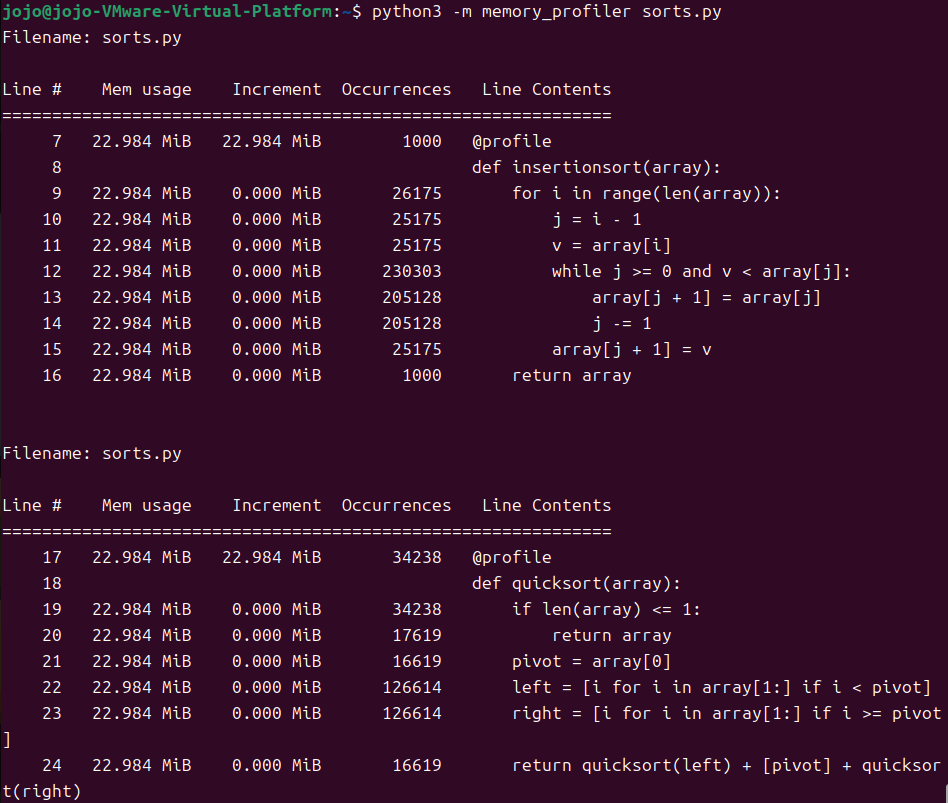 jojo@jojo-VMware-Virtual-Platform:~$ python3 -m memory_profiler sorts.py
Filename: sorts.py

Line #    Mem usage    Increment  Occurrences   Line Contents
=============================================================
     7   22.984 MiB   22.984 MiB        1000   @profile
     8                                         def insertionsort(array):
     9   22.984 MiB    0.000 MiB       26175       for i in range(len(array)):
    10   22.984 MiB    0.000 MiB       25175           j = i - 1
    11   22.984 MiB    0.000 MiB       25175           v = array[i]
    12   22.984 MiB    0.000 MiB      230303           while j >= 0 and v < array[j]:
    13   22.984 MiB    0.000 MiB      205128               array[j + 1] = array[j]
    14   22.984 MiB    0.000 MiB      205128               j -= 1
    15   22.984 MiB    0.000 MiB       25175           array[j + 1] = v
    16   22.984 MiB    0.000 MiB        1000       return array


Filename: sorts.py

Line #    Mem usage    Increment  Occurrences   Line Contents
=============================================================
    17   22.984 MiB   22.984 MiB       34238   @profile
    18                                         def quicksort(array):
    19   22.984 MiB    0.000 MiB       34238       if len(array) <= 1:
    20   22.984 MiB    0.000 MiB       17619           return array
    21   22.984 MiB    0.000 MiB       16619       pivot = array[0]
    22   22.984 MiB    0.000 MiB      126614       left = [i for i in array[1:] if i < pivot]
    23   22.984 MiB    0.000 MiB      126614       right = [i for i in array[1:] if i >= pivot
]
    24   22.984 MiB    0.000 MiB       16619       return quicksort(left) + [pivot] + quicksor
t(right)